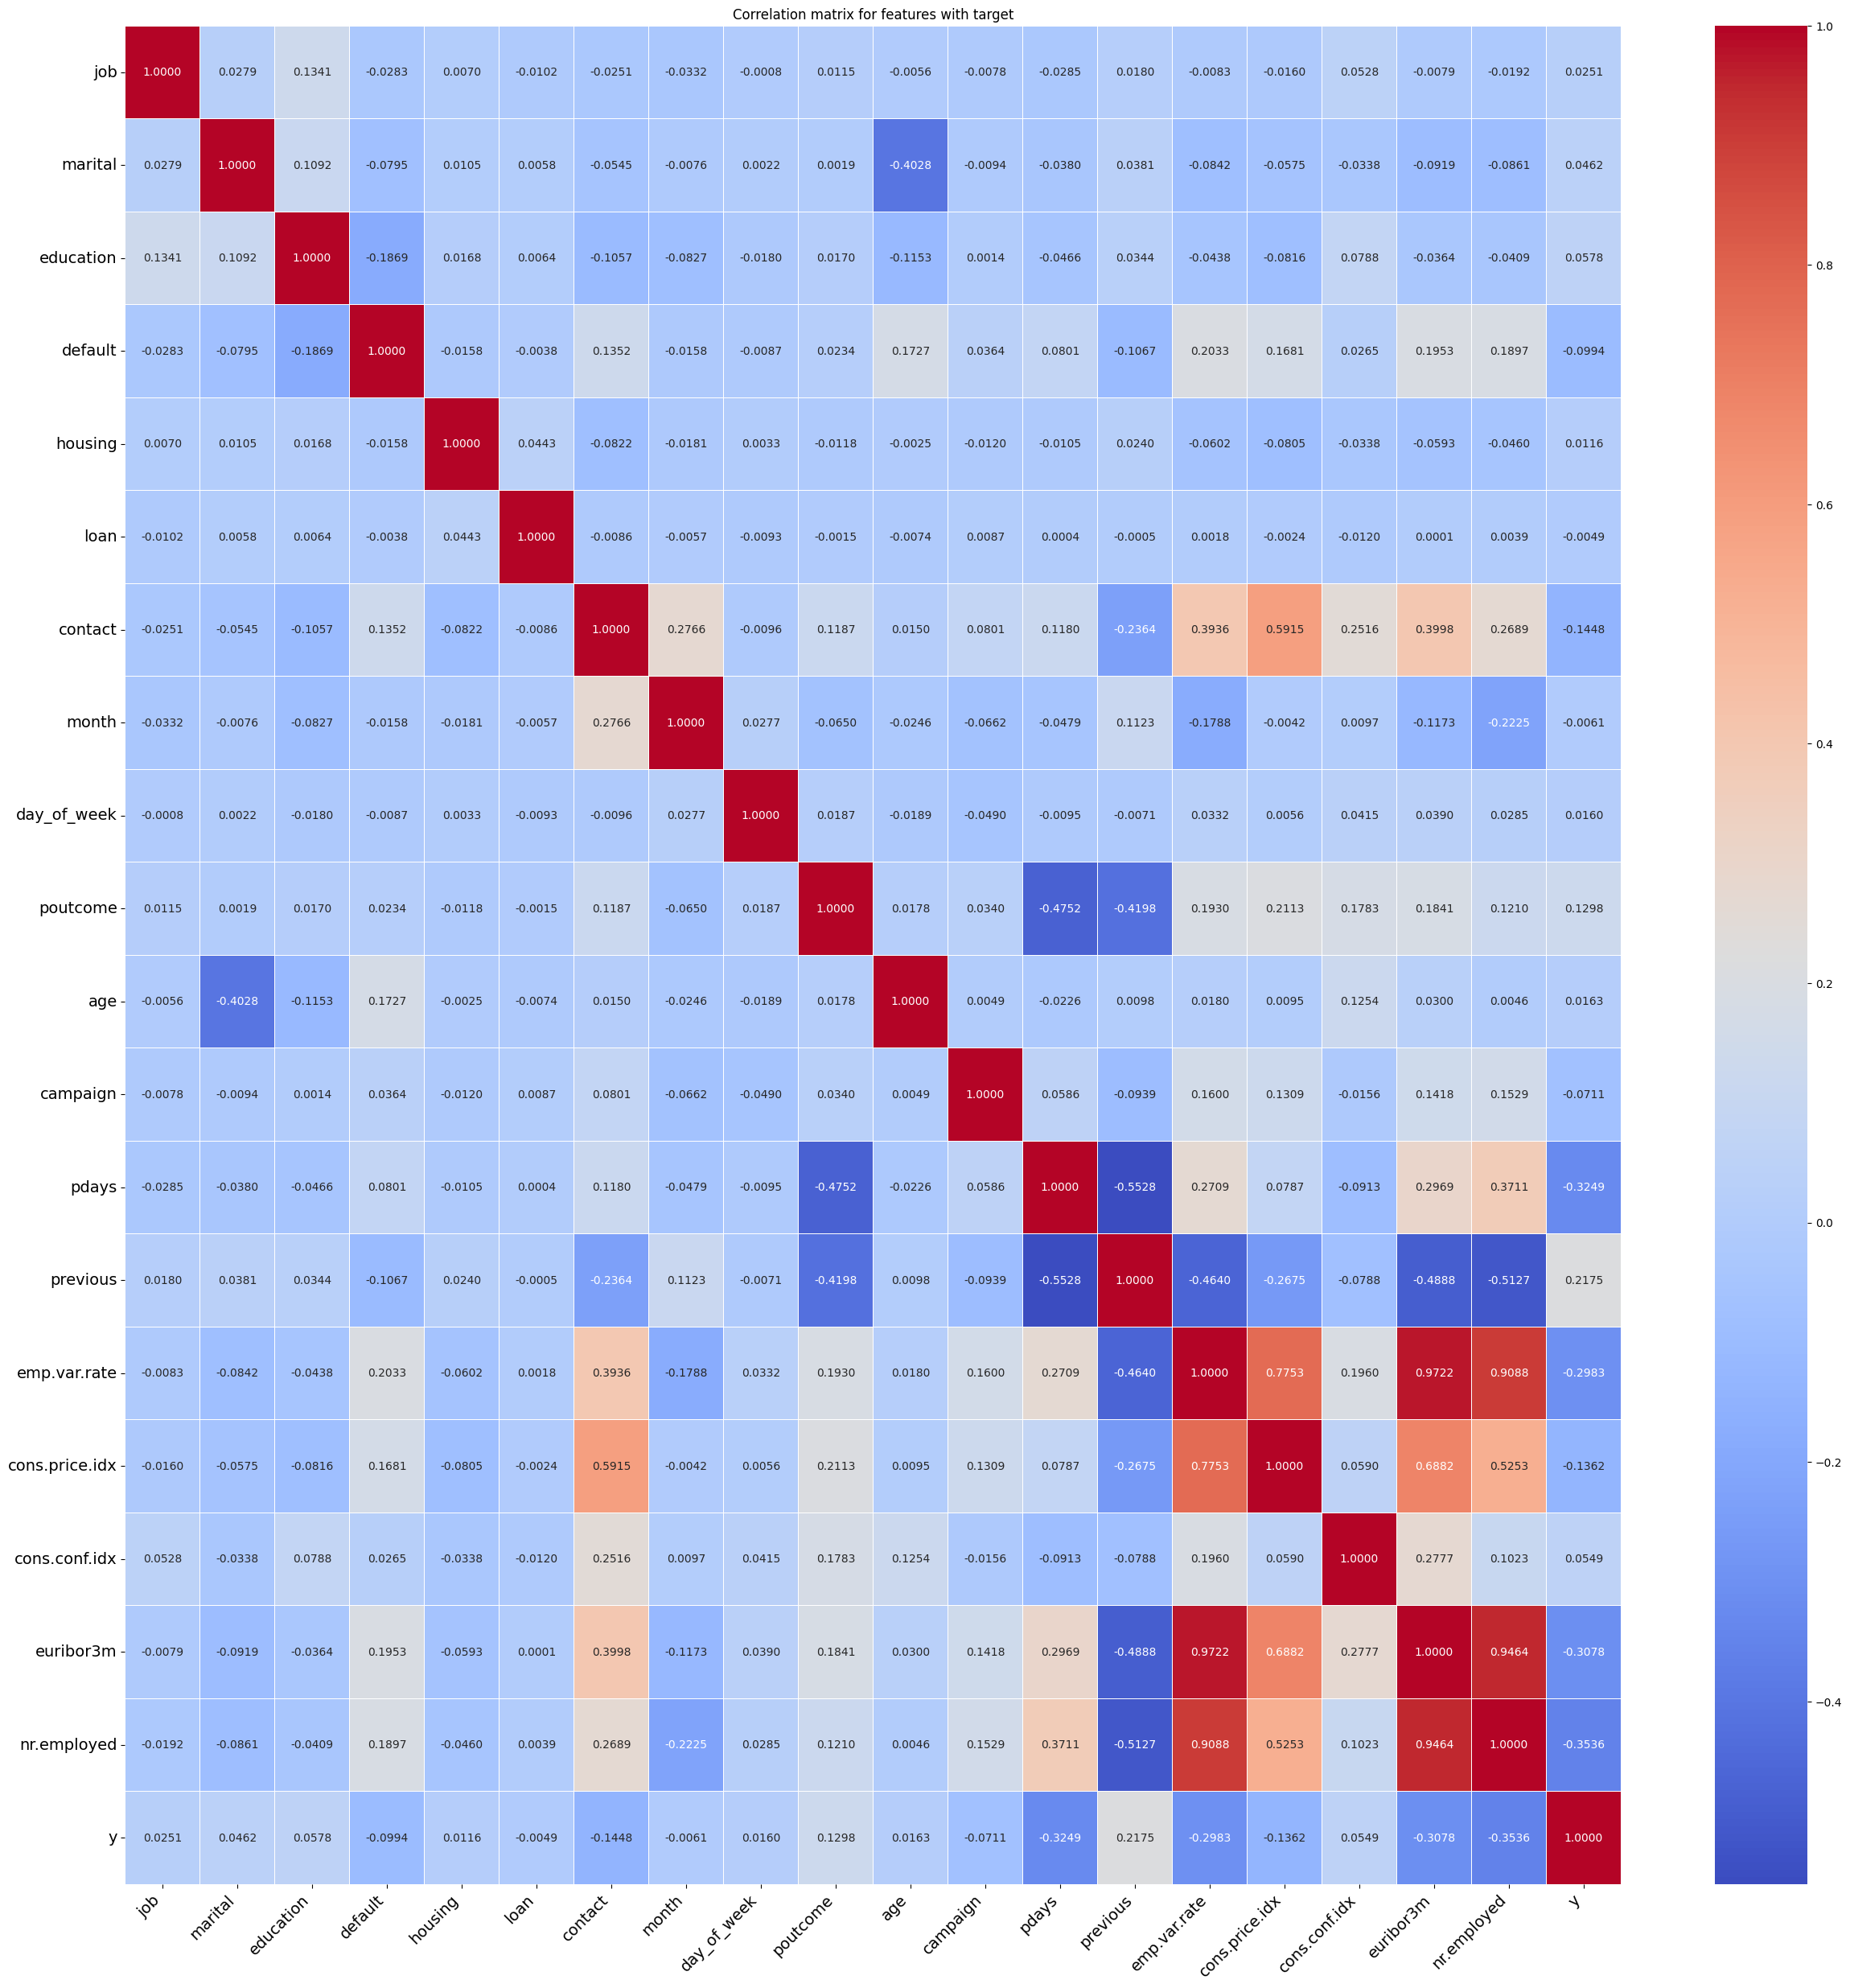 Correlation matrix for features with target
job 1.0000 0.0279 0.1341 -0.0283 0.0070 -0.0102 -0.0251 -0.0332 -0.0008 0.0115 -0.0056 -0.0078 -0.0285 0.0180 -0.0083 -0.0160 0.0528 -0.0079 -0.0192 0.0251
marital 0.0279 1.0000 0.1092 -0.0795 0.0105 0.0058 -0.0545 -0.0076 0.0022 0.0019 -0.4028 -0.0094 -0.0380 0.0381 -0.0842 -0.0575 -0.0338 -0.0919 -0.0861 0.0462
education 0.1341 0.1092 1.0000 -0.1869 0.0168 0.0064 -0.1057 -0.0827 -0.0180 0.0170 -0.1153 0.0014 -0.0466 0.0344 -0.0438 -0.0816 0.0788 -0.0364 -0.0409 0.0578
default -0.0283 -0.0795 -0.1869 1.0000 -0.0158 -0.0038 0.1352 -0.0158 -0.0087 0.0234 0.1727 0.0364 0.0801 -0.1067 0.2033 0.1681 0.0265 0.1953 0.1897 -0.0994
housing 0.0070 0.0105 0.0168 -0.0158 1.0000 0.0443 -0.0822 -0.0181 0.0033 -0.0118 -0.0025 -0.0120 -0.0105 0.0240 -0.0602 -0.0805 -0.0338 -0.0593 -0.0460 0.0116
loan -0.0102 0.0058 0.0064 -0.0038 0.0443 1.0000 -0.0086 -0.0057 -0.0093 -0.0015 -0.0074 0.0087 0.0004 -0.0005 0.0018 -0.0024 -0.0120 0.0001 0.0039 -0.0049
contact -0.0251 -0.0545 -0.1057 0.1352 -0.0822 -0.0086 1.0000 0.2766 -0.0096 0.1187 0.0150 0.0801 0.1180 -0.2364 0.3936 0.5915 0.2516 0.3998 0.2689 -0.1448
month -0.0332 -0.0076 -0.0827 -0.0158 -0.0181 -0.0057 0.2766 1.0000 0.0277 -0.0650 -0.0246 -0.0662 -0.0479 0.1123 -0.1788 -0.0042 0.0097 -0.1173 -0.2225 -0.0061
day_of_week -0.0008 0.0022 -0.0180 -0.0087 0.0033 -0.0093 -0.0096 0.0277 1.0000 0.0187 -0.0189 -0.0490 -0.0095 -0.0071 0.0332 0.0056 0.0415 0.0390 0.0285 0.0160
poutcome 0.0115 0.0019 0.0170 0.0234 -0.0118 -0.0015 0.1187 -0.0650 0.0187 1.0000 0.0178 0.0340 -0.4752 -0.4198 0.1930 0.2113 0.1783 0.1841 0.1210 0.1298
age -0.0056 -0.4028 -0.1153 0.1727 -0.0025 -0.0074 0.0150 -0.0246 -0.0189 0.0178 1.0000 0.0049 -0.0226 0.0098 0.0180 0.0095 0.1254 0.0300 0.0046 0.0163
campaign -0.0078 -0.0094 0.0014 0.0364 -0.0120 0.0087 0.0801 -0.0662 -0.0490 0.0340 0.0049 1.0000 0.0586 -0.0939 0.1600 0.1309 -0.0156 0.1418 0.1529 -0.0711
pdays -0.0285 -0.0380 -0.0466 0.0801 -0.0105 0.0004 0.1180 -0.0479 -0.0095 -0.4752 -0.0226 0.0586 1.0000 -0.5528 0.2709 0.0787 -0.0913 0.2969 0.3711 -0.3249
previous 0.0180 0.0381 0.0344 -0.1067 0.0240 -0.0005 -0.2364 0.1123 -0.0071 -0.4198 0.0098 -0.0939 -0.5528 1.0000 -0.4640 -0.2675 -0.0788 -0.4888 -0.5127 0.2175
emp.var.rate -0.0083 -0.0842 -0.0438 0.2033 -0.0602 0.0018 0.3936 -0.1788 0.0332 0.1930 0.0180 0.1600 0.2709 -0.4640 1.0000 0.7753 0.1960 0.9722 0.9088 -0.2983
cons.price.idx -0.0160 -0.0575 -0.0816 0.1681 -0.0805 -0.0024 0.5915 -0.0042 0.0056 0.2113 0.0095 0.1309 0.0787 -0.2675 0.7753 1.0000 0.0590 0.6882 0.5253 -0.1362
cons.conf.idx 0.0528 -0.0338 0.0788 0.0265 -0.0338 -0.0120 0.2516 0.0097 0.0415 0.1783 0.1254 -0.0156 -0.0913 -0.0788 0.1960 0.0590 1.0000 0.2777 0.1023 0.0549
euribor3m -0.0079 -0.0919 -0.0364 0.1953 -0.0593 0.0001 0.3998 -0.1173 0.0390 0.1841 0.0300 0.1418 0.2969 -0.4888 0.9722 0.6882 0.2777 1.0000 0.9464 -0.3078
nr.employed -0.0192 -0.0861 -0.0409 0.1897 -0.0460 0.0039 0.2689 -0.2225 0.0285 0.1210 0.0046 0.1529 0.3711 -0.5127 0.9088 0.5253 0.1023 0.9464 1.0000 -0.3536
y 0.0251 0.0462 0.0578 -0.0994 0.0116 -0.0049 -0.1448 -0.0061 0.0160 0.1298 0.0163 -0.0711 -0.3249 0.2175 -0.2983 -0.1362 0.0549 -0.3078 -0.3536 1.0000
job marital education default housing loan contact month day_of_week poutcome age campaign pdays previous emp.var.rate cons.price.idx cons.conf.idx euribor3m nr.employed y
1.0
0.8
0.6
0.4
0.2
0.0
−0.2
−0.4